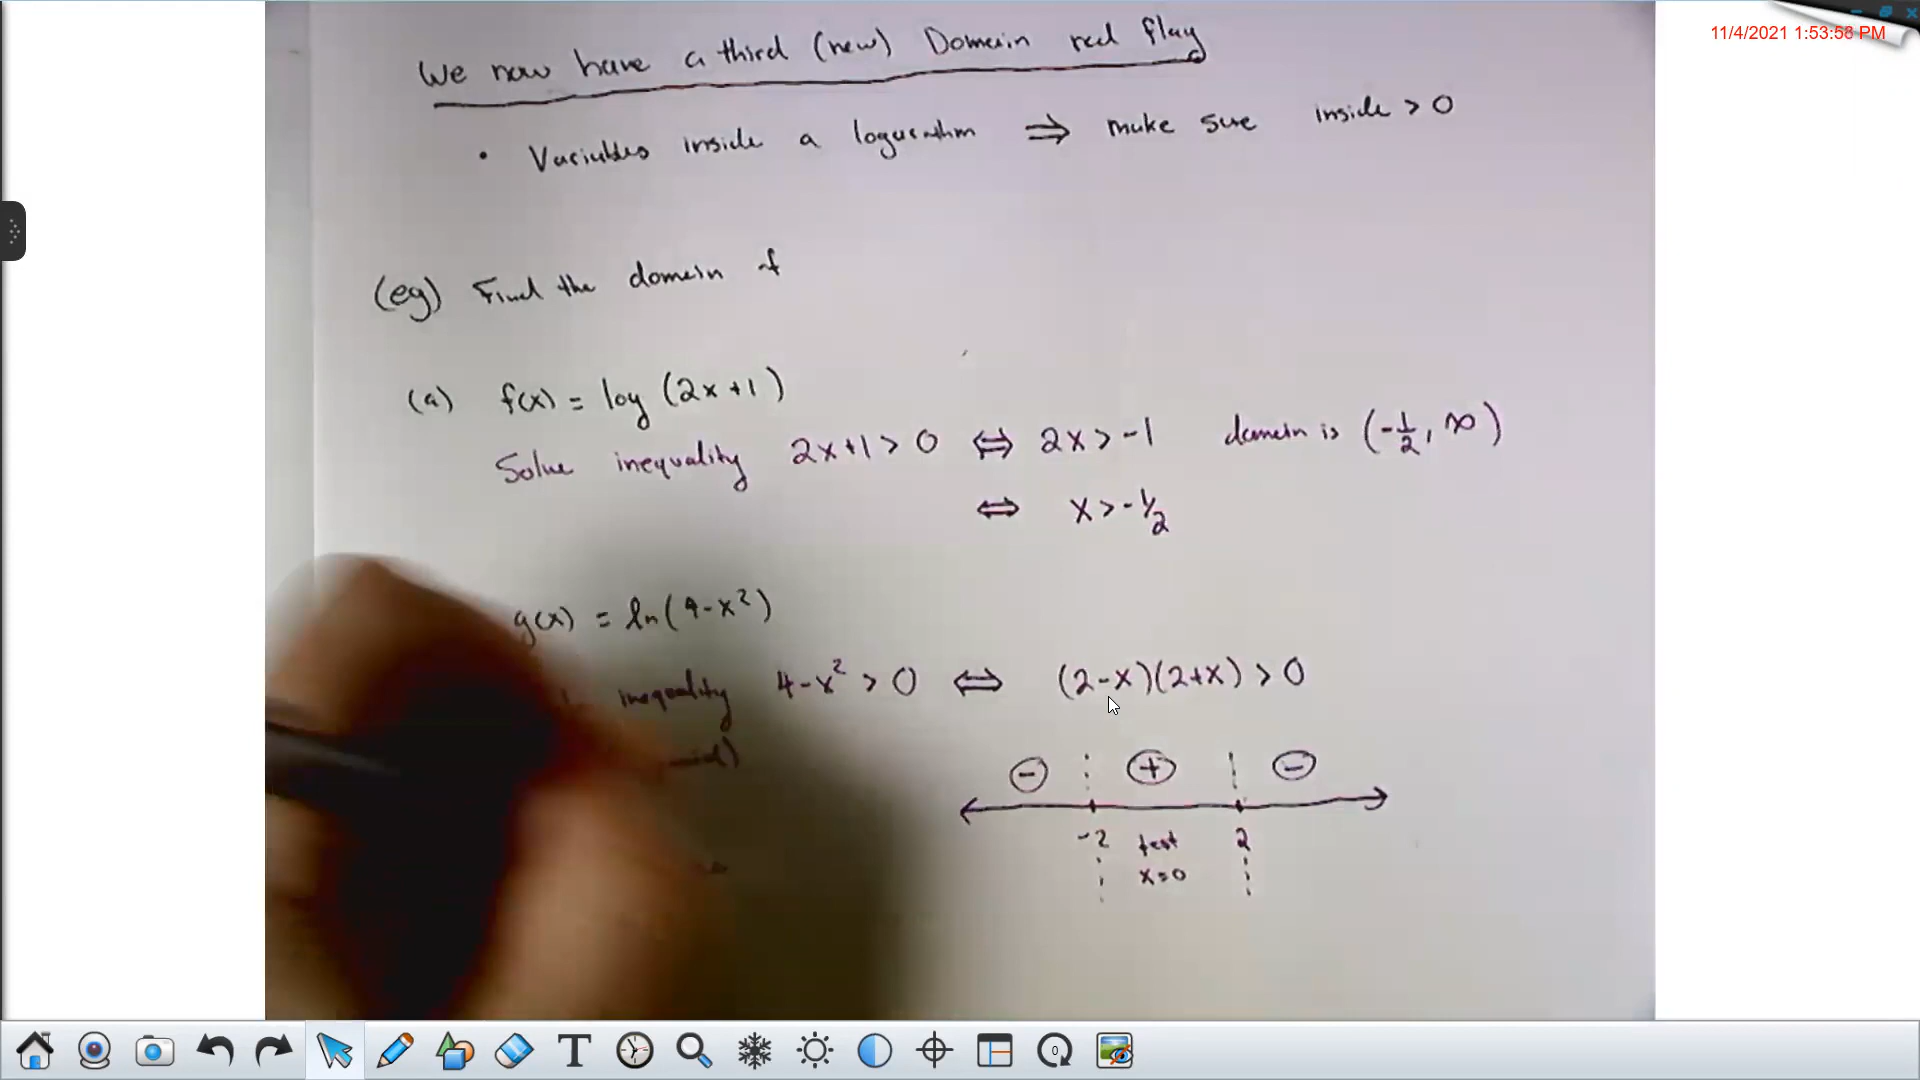 11/4/2021 1:53:58 PM
We now have a third (new) Domain red flag
• Variables inside a logarithm ⇒ make sure inside > 0
(eg) Find the domain of
(a) f(x) = log (2x+1)
Solve inequality 2x+1 > 0 ⇔ 2x > -1 domain is (-1/2, ∞)
⇔ x > -1/2
g(x) = ln(4-x²)
inequality 4-x² > 0 ⇔ (2-x)(2+x) > 0
- + -
-2 test 2
x=0
T
0